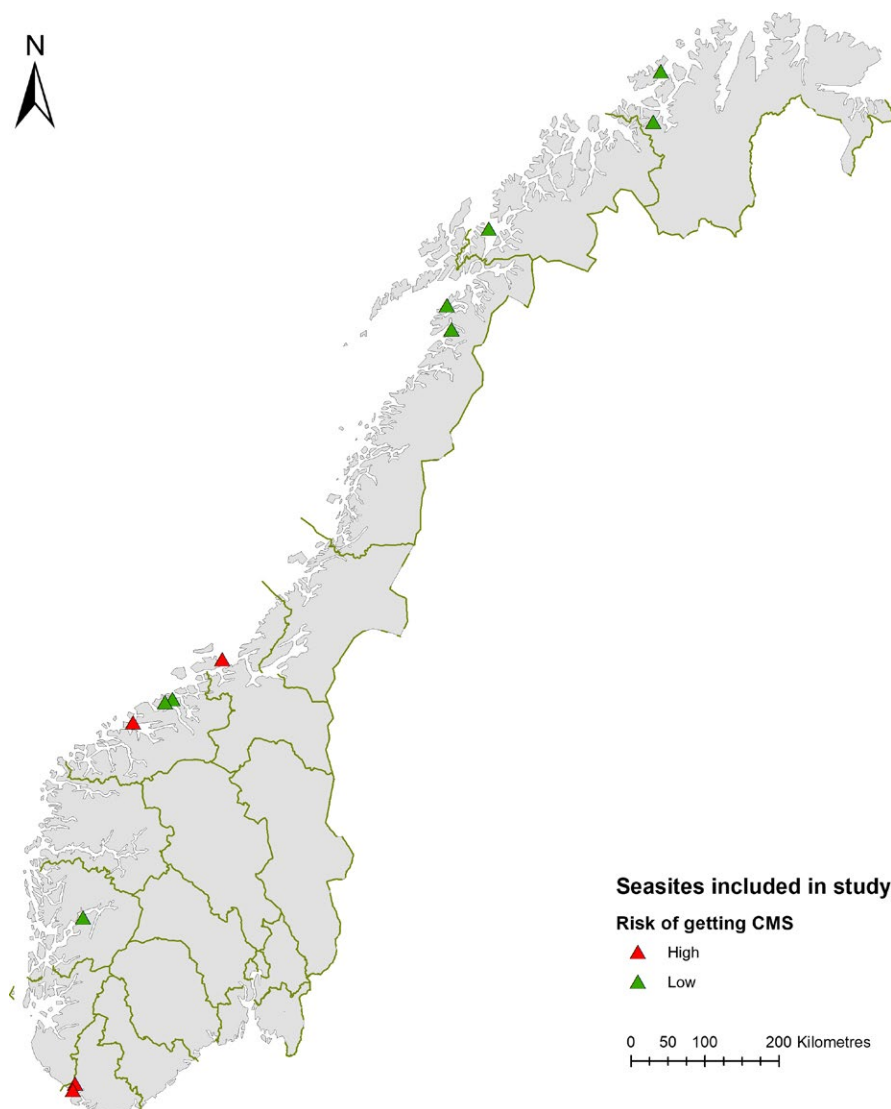 N
Seasites included in study
Risk of getting CMS
High
Low
0 50 100 200 Kilometres